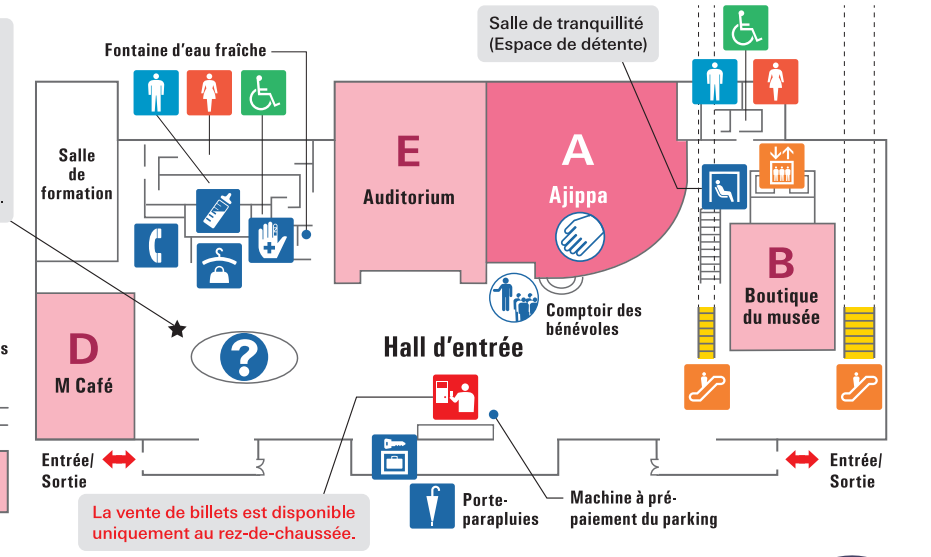 Salle de tranquillité
(Espace de détente)
Fontaine d'eau fraîche
Salle
de
formation
E
Auditorium
A
Ajippa
B
Boutique
du musée
Comptoir des
bénévoles
D
M Café
?
Hall d'entrée
s
.
Entrée/
Sortie
Entrée/
Sortie
La vente de billets est disponible
uniquement au rez-de-chaussée.
Porte-
parapluies
Machine à pré-
paiement du parking